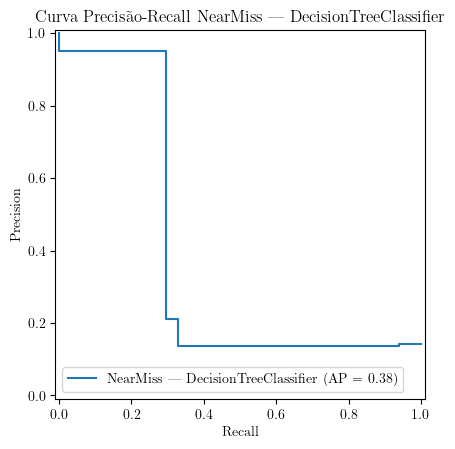 Curva Precisão-Recall NearMiss — DecisionTreeClassifier
1.0
0.8
0.6
0.4
0.2
0.0
Precision
NearMiss — DecisionTreeClassifier (AP = 0.38)
0.0 0.2 0.4 0.6 0.8 1.0
Recall